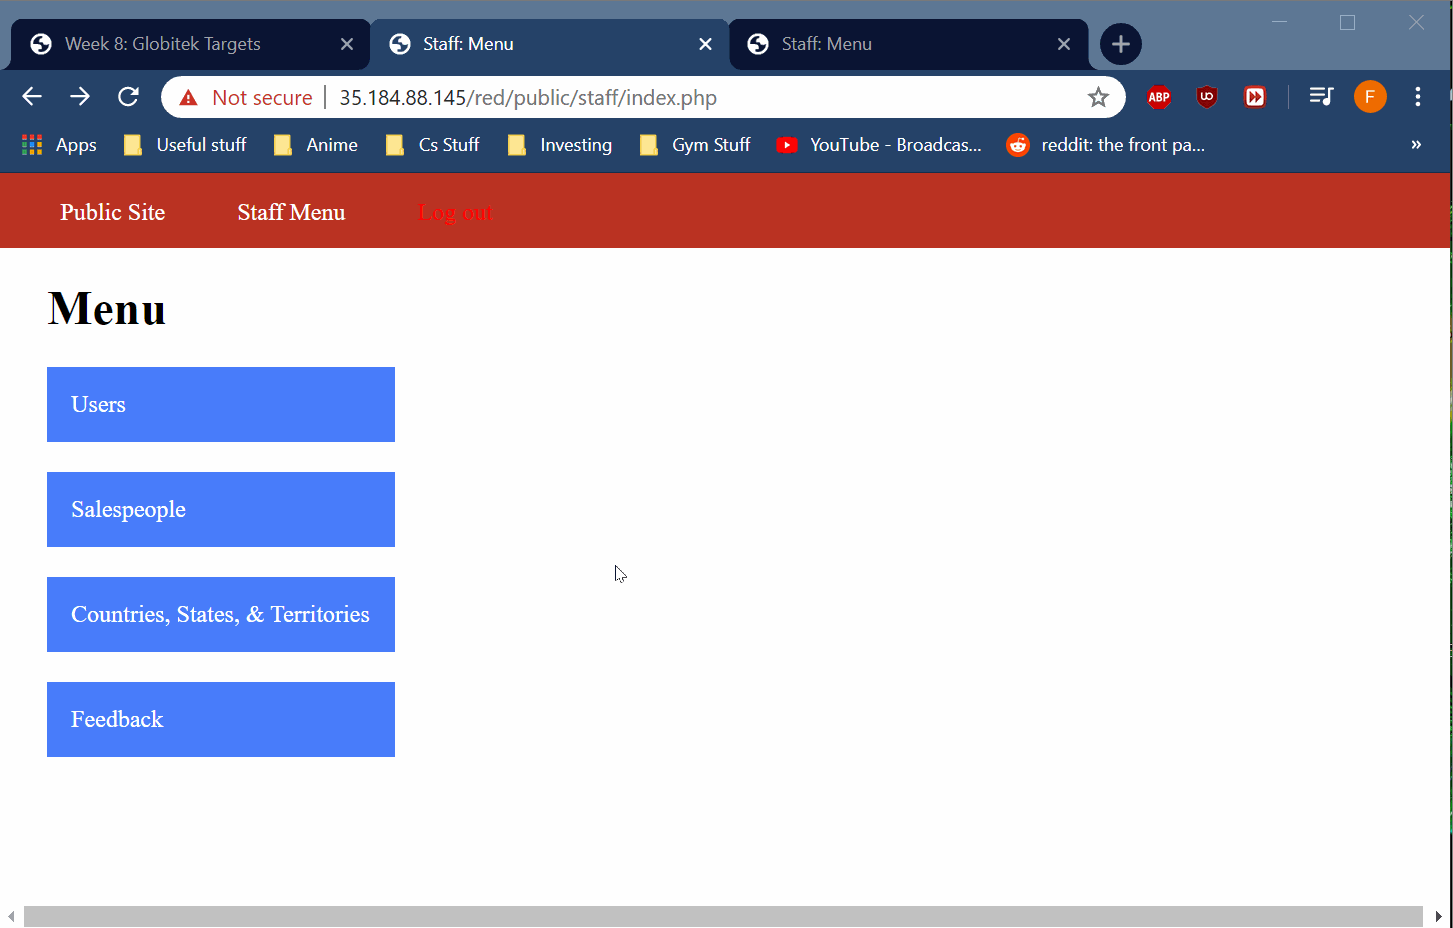 Week 8: Globitek Targets
Staff: Menu
Staff: Menu
Not secure | 35.184.88.145/red/public/staff/index.php
ABP
F
Apps Useful stuff Anime Cs Stuff Investing Gym Stuff YouTube - Broadcas... reddit: the front pa... »
Public Site Staff Menu Log out
Menu
Users
Salespeople
Countries, States, & Territories
Feedback